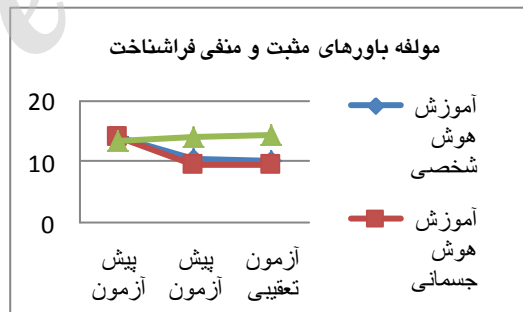 مولفه باورهای مثبت و منفی فراشناخت
20
10
0
پیش آزمون
پیش آزمون
آزمون تعقیبی
آموزش
هوش
شخصی
آموزش
هوش
جسمانی